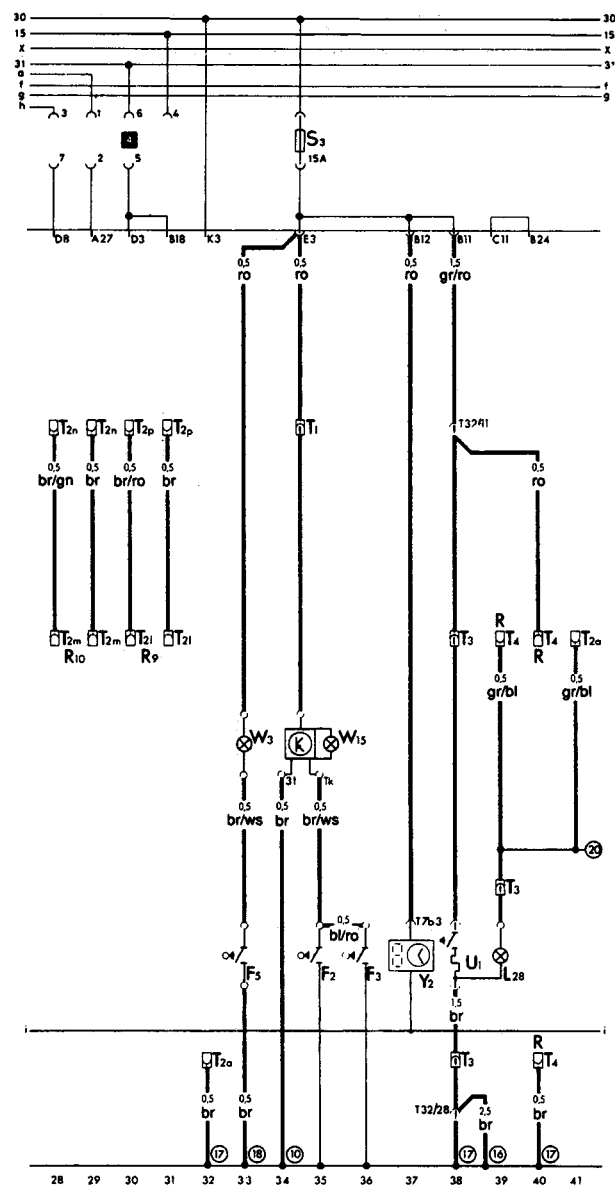 30 30
15 15
X X
31 31
a
f f
g g
h
3 1 6 4
S3
4
15A
7 2 5
D8 A27 D3 B18 K3 E3 B12 B11 C11 B24
0,5 0,5 0,5 1,5
ro ro ro gr/ro
T2n T2n T2p T2p T1 T32/11
0,5 0,5 0,5 0,5 0,5
br/gn br br/ro br ro
R
T2m T2m T2l T2l T3 T4 T4 T2a
R10 R9 R
0,5 0,5
gr/bl gr/bl
W3 K W15
31 Tk
0,5 0,5 0,5
br/ws br br/ws
20
T3
0,5
bl/ro
T7b3
F5 F2 F3 Y2 U1 L28
1,5
br
i i
R
T2a T3 T4
T32/28
0,5 0,5 2,5 0,5
br br br br
17 18 10 17 16 17
28 29 30 31 32 33 34 35 36 37 38 39 40 41